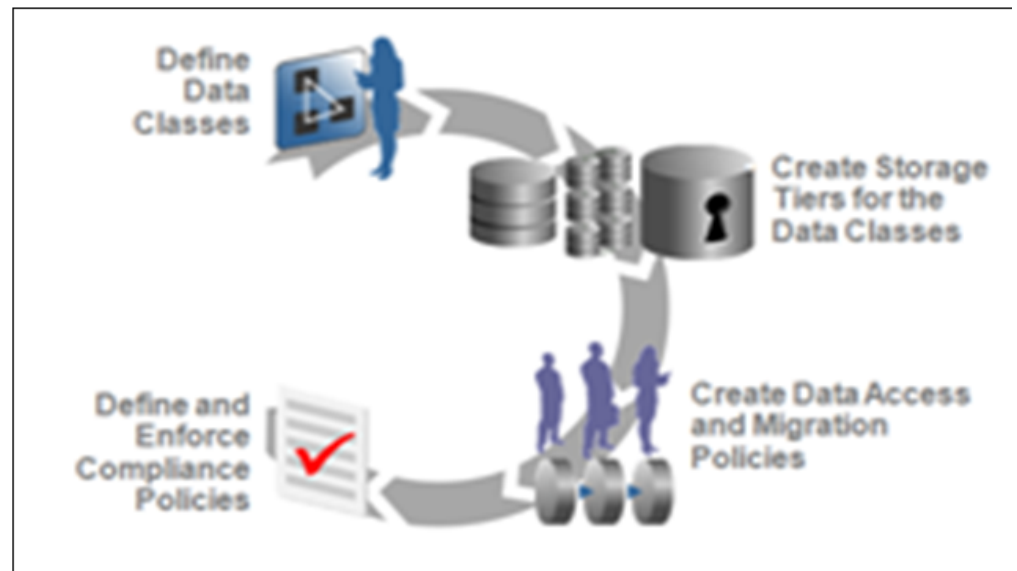 Define
Data
Classes
Create Storage
Tiers for the
Data Classes
Create Data Access
and Migration
Policies
Define and
Enforce
Compliance
Policies